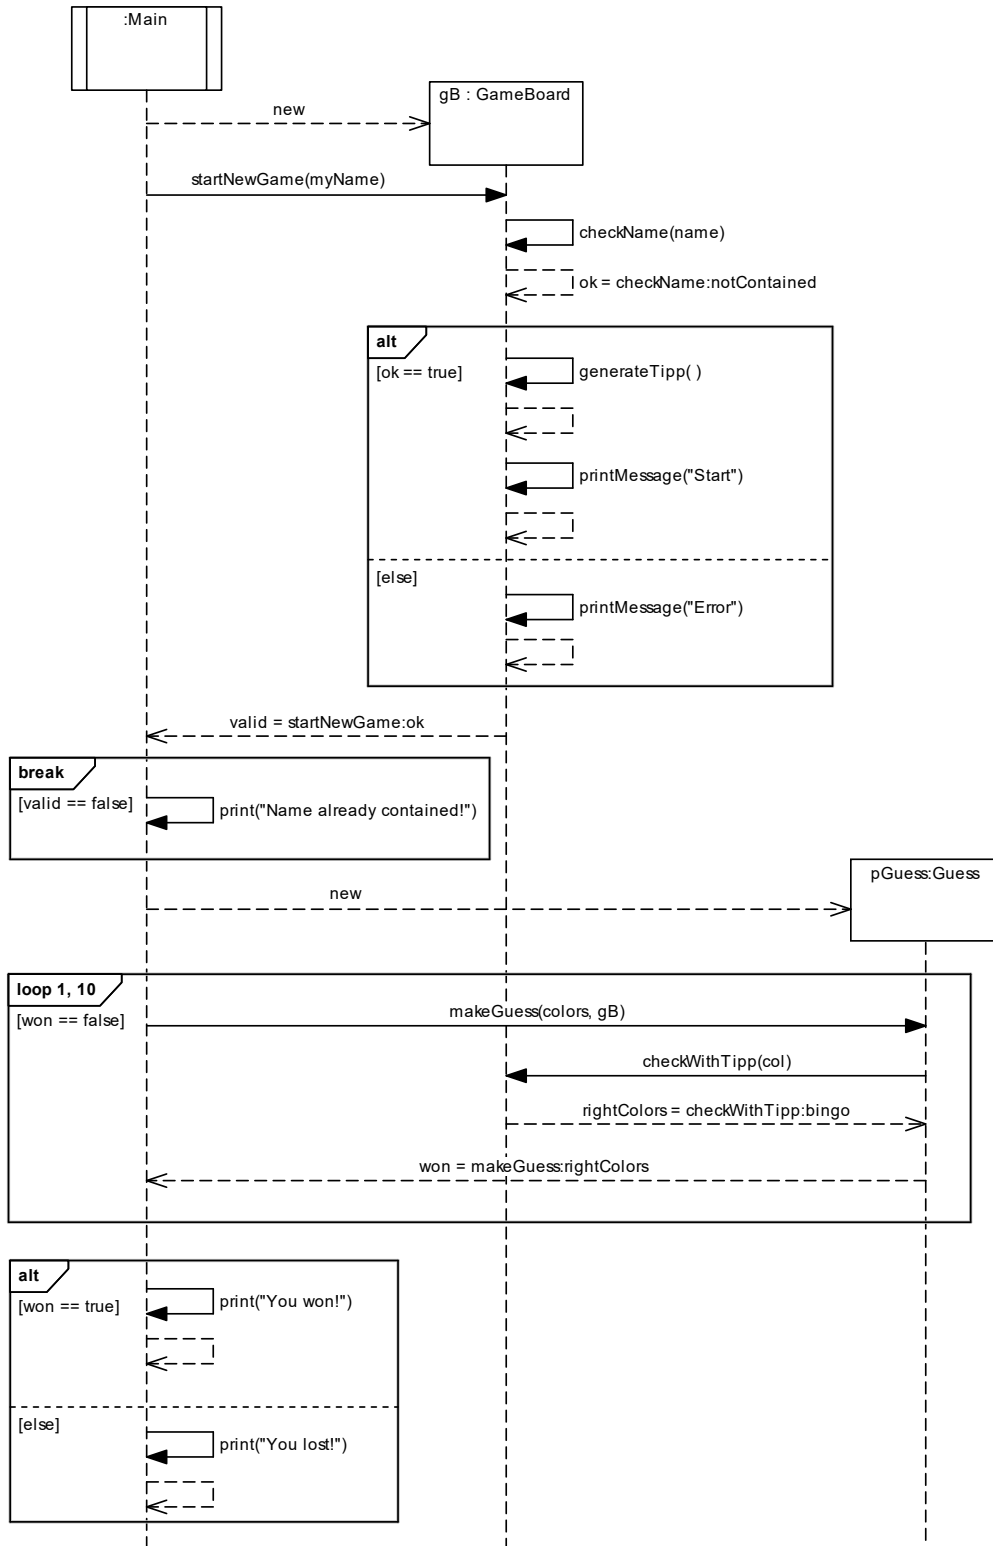 :Main
gB : GameBoard
new
startNewGame(myName)
checkName(name)
ok = checkName:notContained
alt
[ok == true]
generateTipp( )
printMessage("Start")
[else]
printMessage("Error")
valid = startNewGame:ok
break
[valid == false]
print("Name already contained!")
pGuess:Guess
new
loop 1, 10
[won == false]
makeGuess(colors, gB)
checkWithTipp(col)
rightColors = checkWithTipp:bingo
won = makeGuess:rightColors
alt
[won == true]
print("You won!")
[else]
print("You lost!")